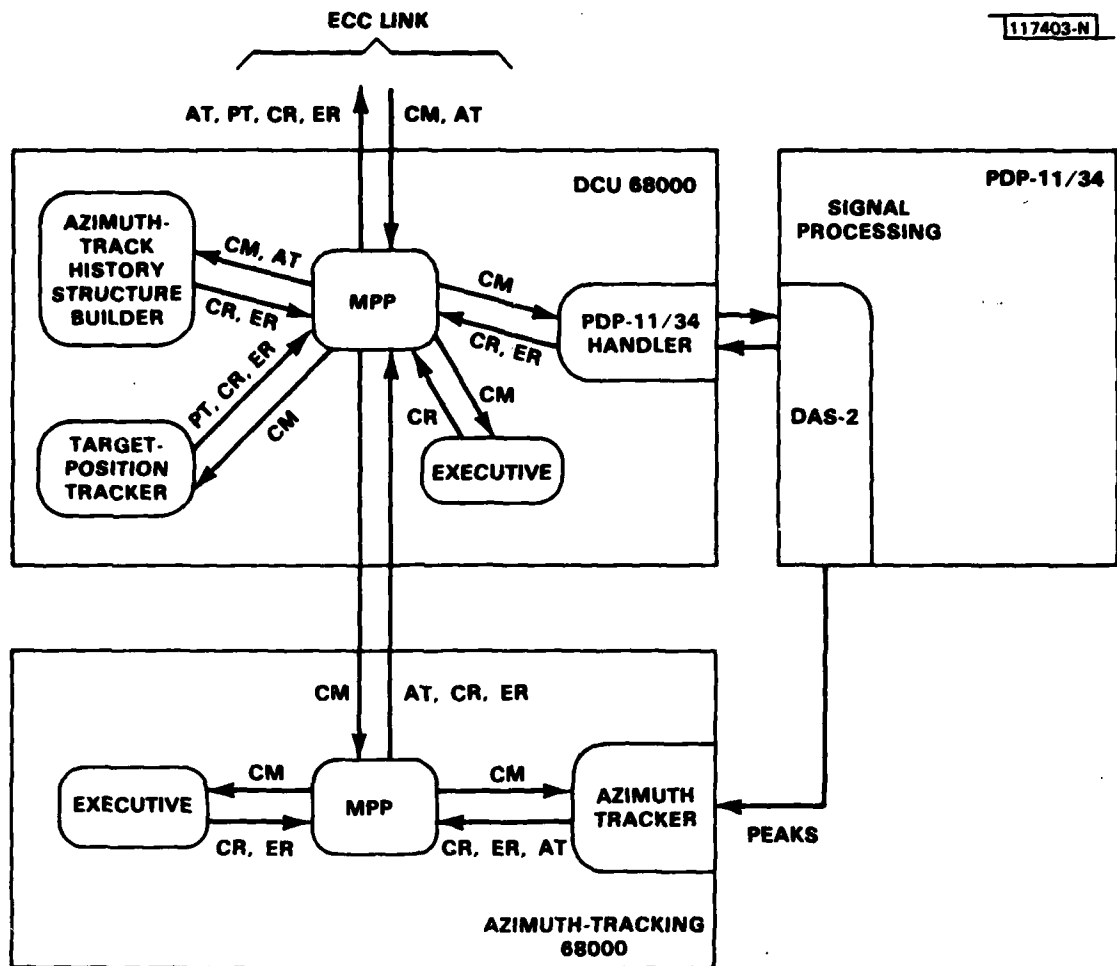 ECC LINK
117403-N
AT, PT, CR, ER
CM, AT
DCU 68000
PDP-11/34
SIGNAL
PROCESSING
AZIMUTH-
TRACK
HISTORY
STRUCTURE
BUILDER
CM, AT
CR, ER
MPP
CM
CR, ER
PDP-11/34
HANDLER
DAS-2
PT, CR, ER
CM
CR
CM
TARGET-
POSITION
TRACKER
EXECUTIVE
CM
AT, CR, ER
EXECUTIVE
CM
CR, ER
MPP
CM
CR, ER, AT
AZIMUTH
TRACKER
PEAKS
AZIMUTH-TRACKING
68000